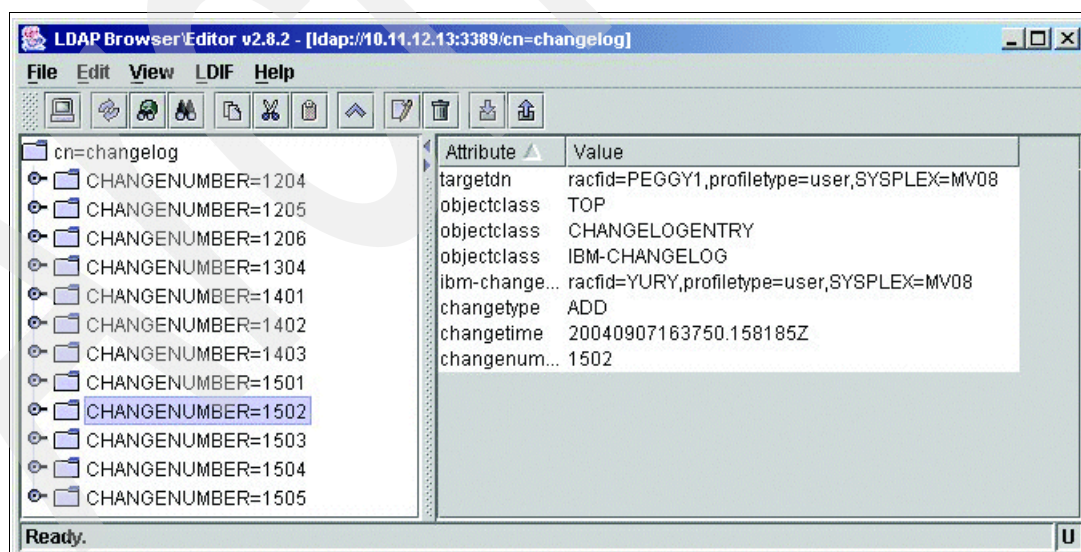 LDAP Browser\Editor v2.8.2 - [ldap://10.11.12.13:3389/cn=changelog]
File Edit View LDIF Help
cn=changelog
CHANGENUMBER=1204
CHANGENUMBER=1205
CHANGENUMBER=1206
CHANGENUMBER=1304
CHANGENUMBER=1401
CHANGENUMBER=1402
CHANGENUMBER=1403
CHANGENUMBER=1501
CHANGENUMBER=1502
CHANGENUMBER=1503
CHANGENUMBER=1504
CHANGENUMBER=1505
Attribute Value
targetdn racfid=PEGGY1,profiletype=user,SYSPLEX=MV08
objectclass TOP
objectclass CHANGELOGENTRY
objectclass IBM-CHANGELOG
ibm-change... racfid=YURY,profiletype=user,SYSPLEX=MV08
changetype ADD
changetime 20040907163750.158185Z
changenum... 1502
Ready. U